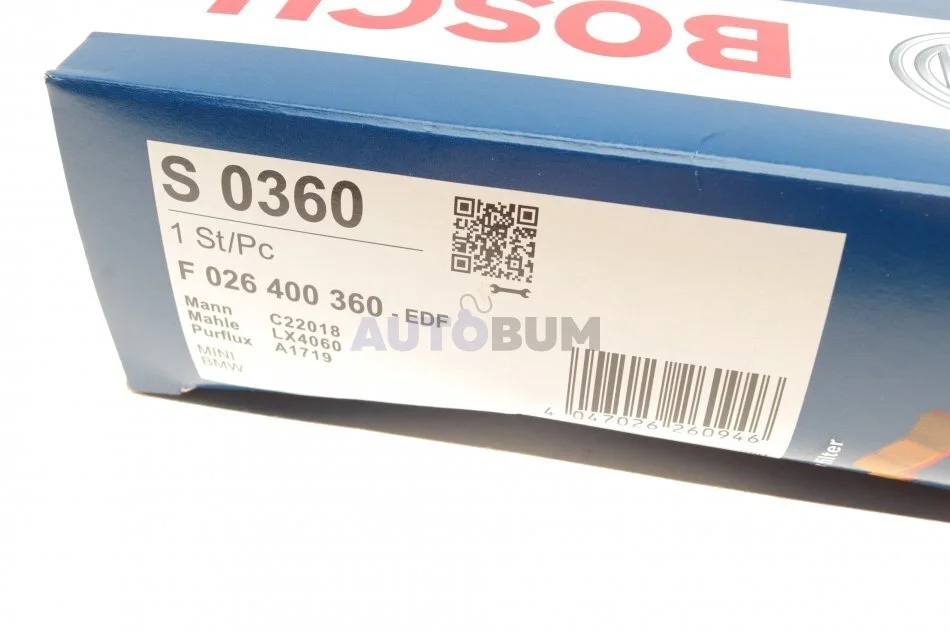 BOSCH
S 0360
1 St/Pc
F 026 400 360 - EDF
Mann C22018
Mahle LX4060
Purflux A1719
MINI
BMW
AUTOBUM
4 047026 260946
filter